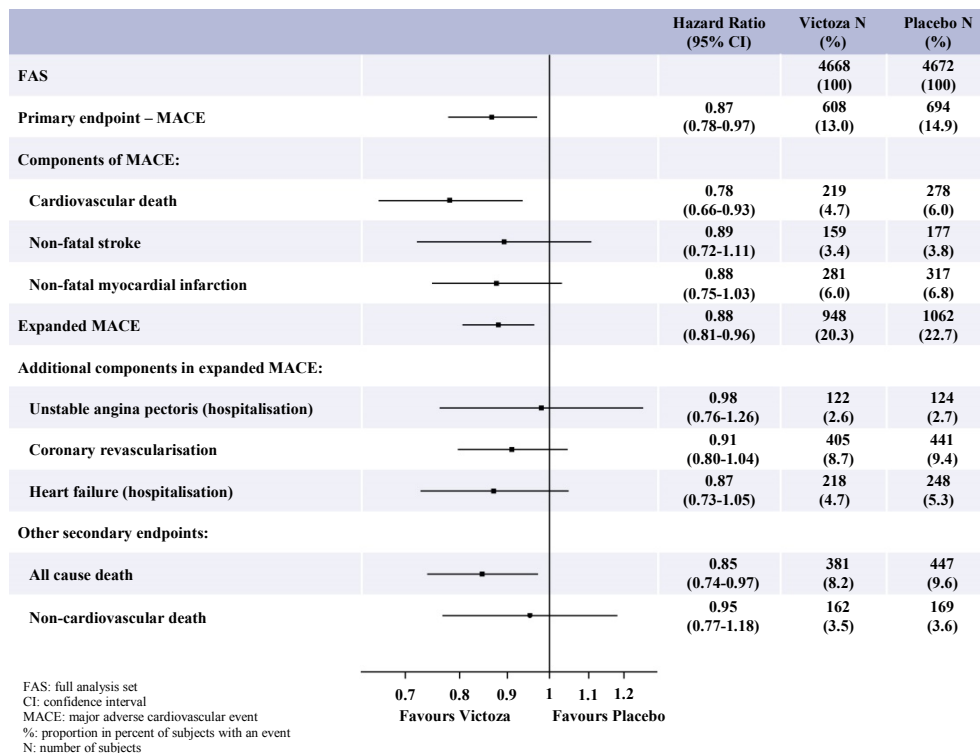 Hazard Ratio Victoza N Placebo N
(95% CI) (%) (%)
FAS 4668 4672
(100) (100)
Primary endpoint – MACE 0.87 608 694
(0.78-0.97) (13.0) (14.9)
Components of MACE:
Cardiovascular death 0.78 219 278
(0.66-0.93) (4.7) (6.0)
Non-fatal stroke 0.89 159 177
(0.72-1.11) (3.4) (3.8)
Non-fatal myocardial infarction 0.88 281 317
(0.75-1.03) (6.0) (6.8)
Expanded MACE 0.88 948 1062
(0.81-0.96) (20.3) (22.7)
Additional components in expanded MACE:
Unstable angina pectoris (hospitalisation) 0.98 122 124
(0.76-1.26) (2.6) (2.7)
Coronary revascularisation 0.91 405 441
(0.80-1.04) (8.7) (9.4)
Heart failure (hospitalisation) 0.87 218 248
(0.73-1.05) (4.7) (5.3)
Other secondary endpoints:
All cause death 0.85 381 447
(0.74-0.97) (8.2) (9.6)
Non-cardiovascular death 0.95 162 169
(0.77-1.18) (3.5) (3.6)
0.7 0.8 0.9 1 1.1 1.2
Favours Victoza Favours Placebo
FAS: full analysis set
CI: confidence interval
MACE: major adverse cardiovascular event
%: proportion in percent of subjects with an event
N: number of subjects